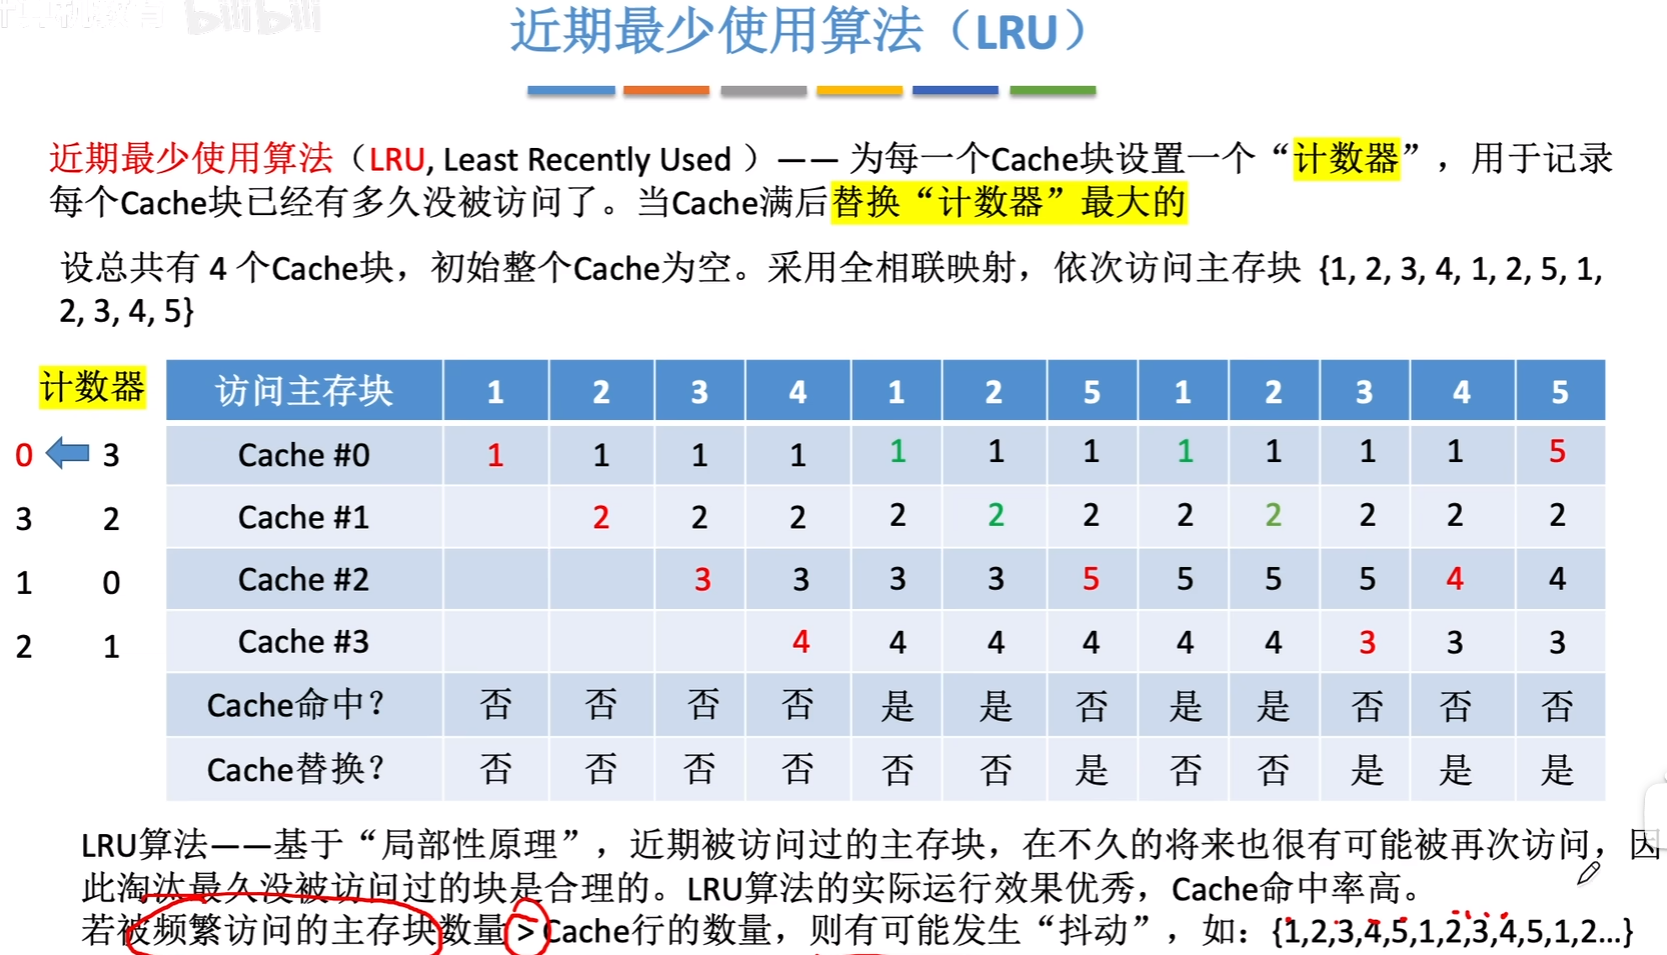 bilibili
近期最少使用算法（LRU）
近期最少使用算法（LRU, Least Recently Used ）—— 为每一个Cache块设置一个“计数器”，用于记录
每个Cache块已经有多久没被访问了。当Cache满后替换“计数器”最大的
设总共有 4 个Cache块，初始整个Cache为空。采用全相联映射，依次访问主存块 {1, 2, 3, 4, 1, 2, 5, 1,
2, 3, 4, 5}
计数器 访问主存块 1 2 3 4 1 2 5 1 2 3 4 5
0 3 Cache #0 1 1 1 1 1 1 1 1 1 1 1 5
3 2 Cache #1 2 2 2 2 2 2 2 2 2 2 2
1 0 Cache #2 3 3 3 3 5 5 5 5 4 4
2 1 Cache #3 4 4 4 4 4 4 3 3 3
Cache命中？ 否 否 否 否 是 是 否 是 是 否 否 否
Cache替换？ 否 否 否 否 否 否 是 否 否 是 是 是
LRU算法——基于“局部性原理”，近期被访问过的主存块，在不久的将来也很有可能被再次访问，因
此淘汰最久没被访问过的块是合理的。LRU算法的实际运行效果优秀，Cache命中率高。
若被频繁访问的主存块数量 > Cache行的数量，则有可能发生“抖动”，如：{1,2,3,4,5,1,2,3,4,5,1,2...}